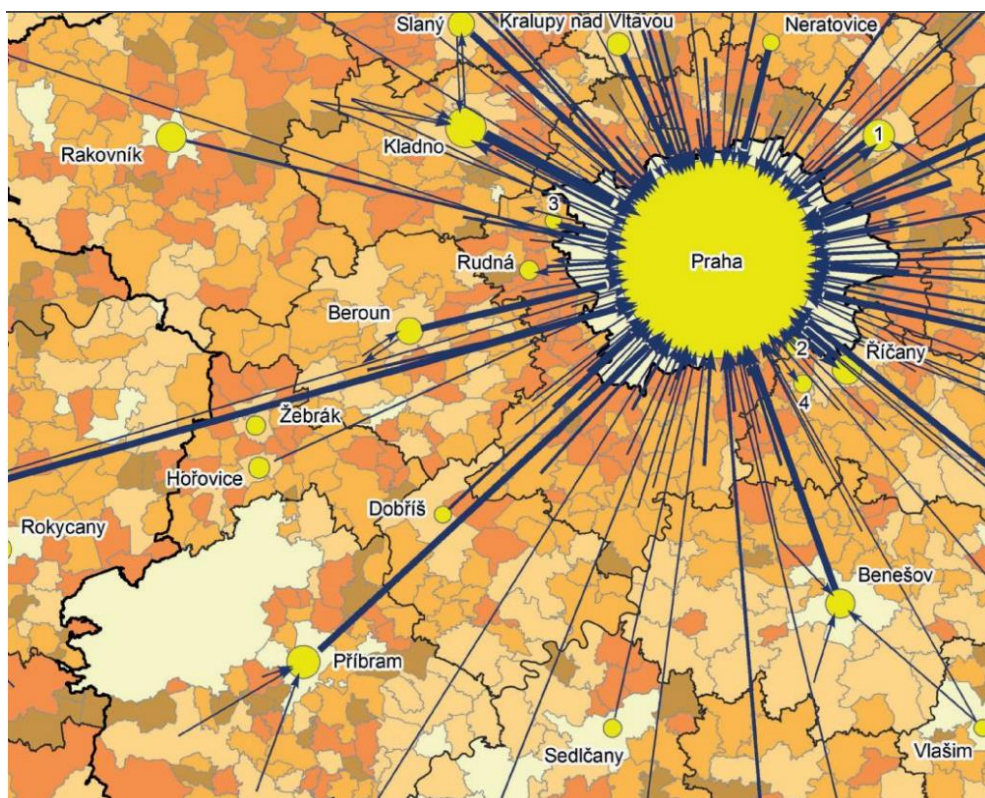 Slaný
Kralupy nad Vltavou
Neratovice
1
Rakovník
Kladno
3
Rudná
Praha
Beroun
2
Říčany
4
Žebrák
Hořovice
Dobříš
Rokycany
Benešov
Příbram
Sedlčany
Vlašim